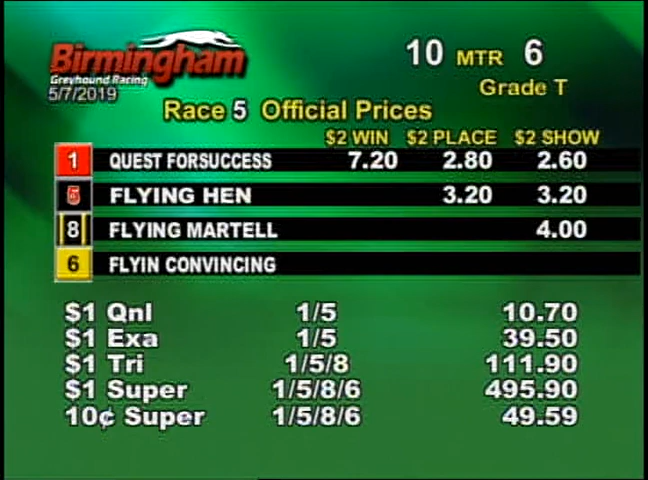 Birmingham
Greyhound Racing
5/7/2019
10 MTR 6
Grade T
Race 5 Official Prices
$2 WIN $2 PLACE $2 SHOW
1 QUEST FORSUCCESS 7.20 2.80 2.60
5 FLYING HEN 3.20 3.20
8 FLYING MARTELL 4.00
6 FLYIN CONVINCING
$1 Qnl 1/5 10.70
$1 Exa 1/5 39.50
$1 Tri 1/5/8 111.90
$1 Super 1/5/8/6 495.90
10¢ Super 1/5/8/6 49.59